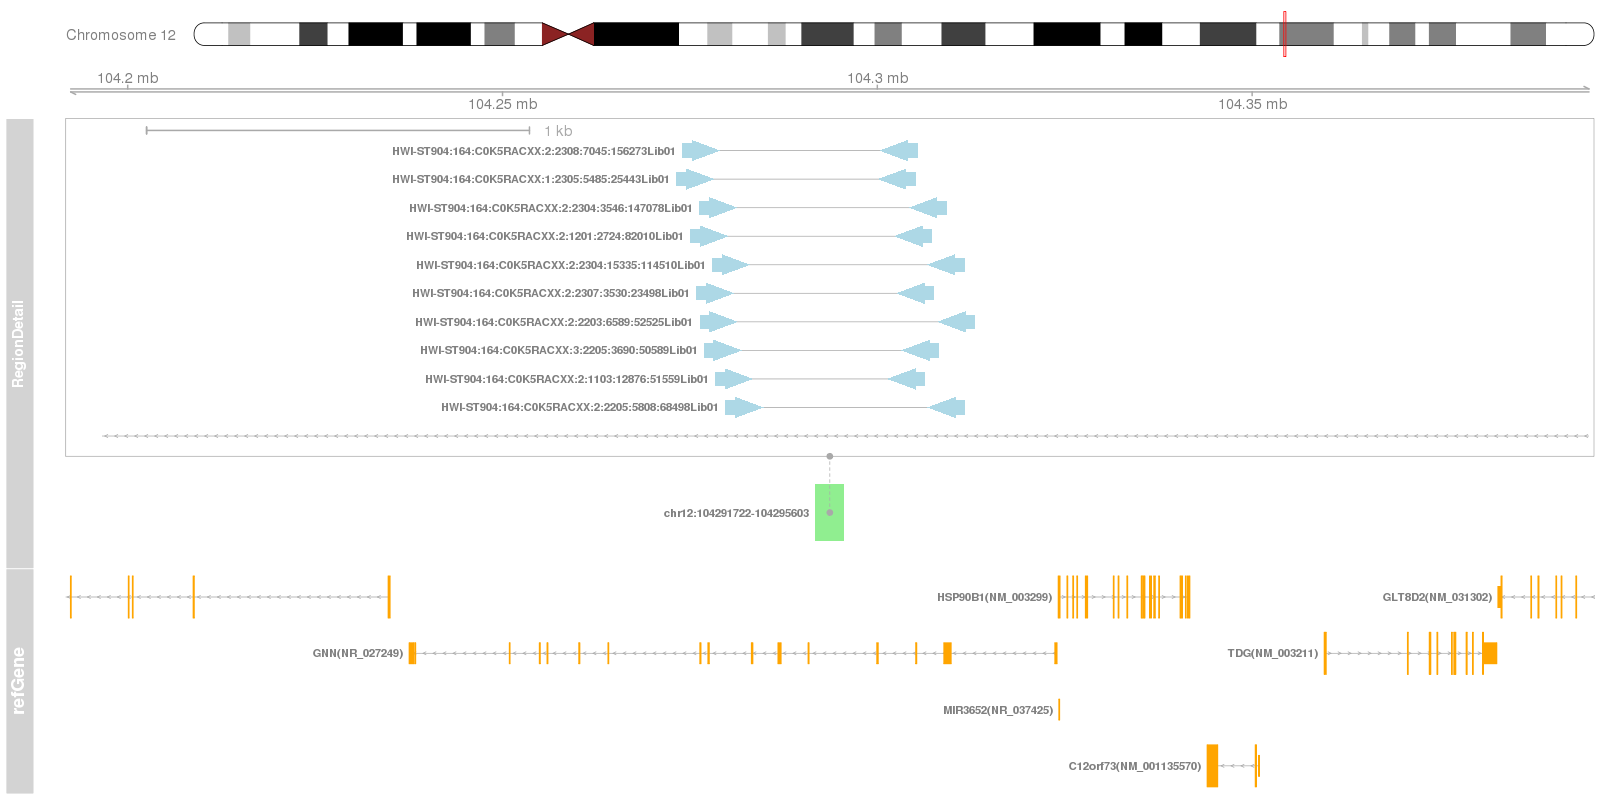 Chromosome 12
104.2 mb
104.3 mb
104.25 mb
104.35 mb
RegionDetail
1 kb
HWI-ST904:164:C0K5RACXX:2:2308:7045:156273Lib01
HWI-ST904:164:C0K5RACXX:1:2305:5485:25443Lib01
HWI-ST904:164:C0K5RACXX:2:2304:3546:147078Lib01
HWI-ST904:164:C0K5RACXX:2:1201:2724:82010Lib01
HWI-ST904:164:C0K5RACXX:2:2304:15335:114510Lib01
HWI-ST904:164:C0K5RACXX:2:2307:3530:23498Lib01
HWI-ST904:164:C0K5RACXX:2:2203:6589:52525Lib01
HWI-ST904:164:C0K5RACXX:3:2205:3690:50589Lib01
HWI-ST904:164:C0K5RACXX:2:1103:12876:51559Lib01
HWI-ST904:164:C0K5RACXX:2:2205:5808:68498Lib01
chr12:104291722-104295603
refGene
HSP90B1(NM_003299)
GLT8D2(NM_031302)
GNN(NR_027249)
TDG(NM_003211)
MIR3652(NR_037425)
C12orf73(NM_001135570)